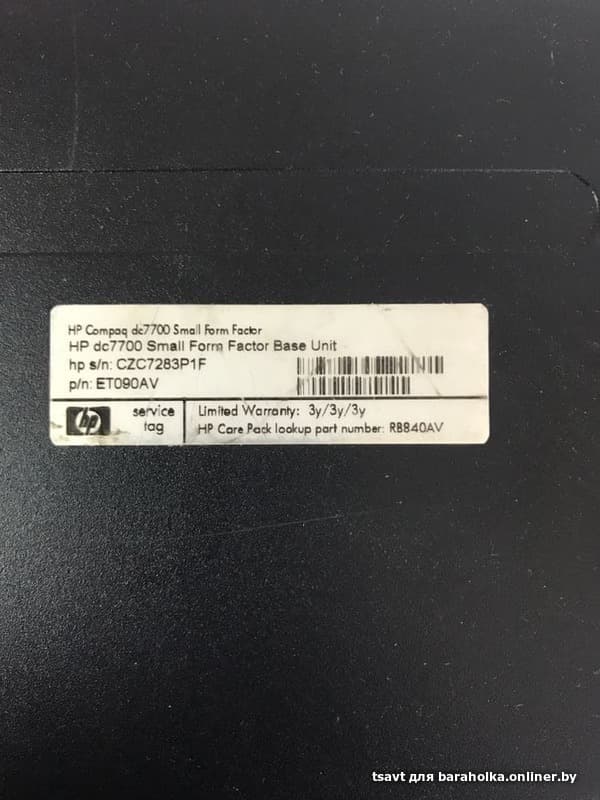 HP Compaq dc7700 Small Form Factor
HP dc7700 Small Form Factor Base Unit
hp s/n: CZC7283P1F
p/n: ET090AV
hp
service
tag
Limited Warranty: 3y/3y/3y
HP Care Pack lookup part number: RB840AV
tsavt для baraholka.onliner.by